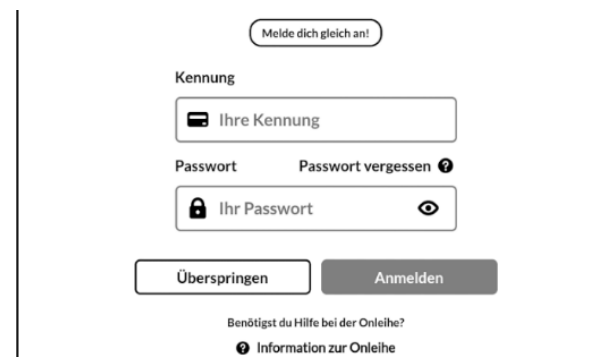 Melde dich gleich an!
Kennung
Ihre Kennung
Passwort Passwort vergessen
Ihr Passwort
Überspringen Anmelden
Benötigst du Hilfe bei der Onleihe?
Information zur Onleihe